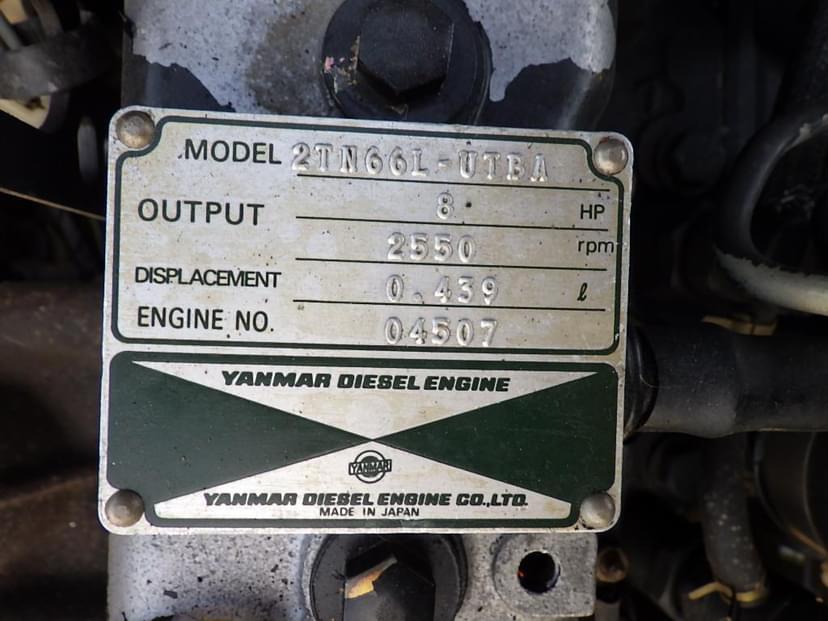 MODEL 2TN66L-UTBA
OUTPUT 8 HP
2550 rpm
DISPLACEMENT 0.439 ℓ
ENGINE NO. 04507
YANMAR DIESEL ENGINE
YANMAR
YANMAR DIESEL ENGINE CO.,LTD.
MADE IN JAPAN